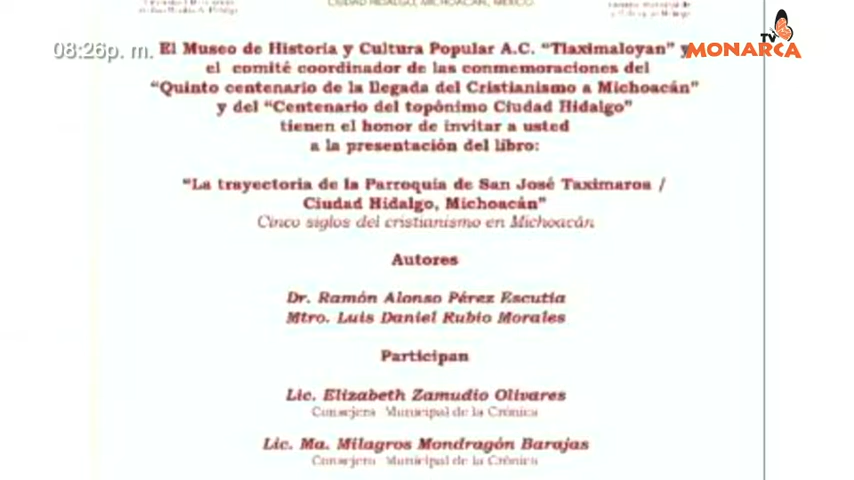 CIUDAD HIDALGO, MICHOACÁN, MÉXICO
08:26p. m.
TV MONARCA
El Museo de Historia y Cultura Popular A.C. “Tlaximaloyan” y
el comité coordinador de las conmemoraciones del
“Quinto centenario de la llegada del Cristianismo a Michoacán”
y del “Centenario del topónimo Ciudad Hidalgo”
tienen el honor de invitar a usted
a la presentación del libro:
“La trayectoria de la Parroquia de San José Taximaroa /
Ciudad Hidalgo, Michoacán”
Cinco siglos del cristianismo en Michoacán
Autores
Dr. Ramón Alonso Pérez Escutia
Mtro. Luis Daniel Rubio Morales
Participan
Lic. Elizabeth Zamudio Olivares
Consejera Municipal de la Crónica
Lic. Ma. Milagros Mondragón Barajas
Consejera Municipal de la Crónica